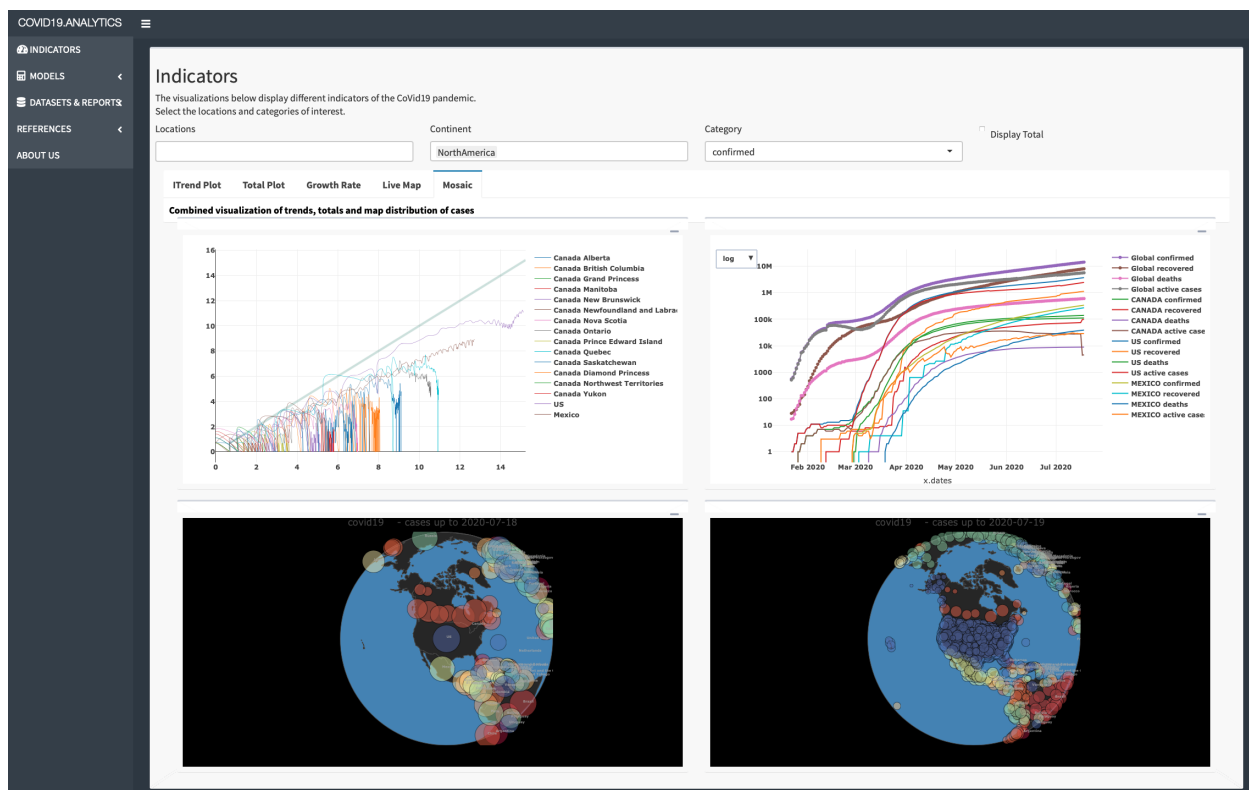 COVID19.ANALYTICS
INDICATORS
MODELS
DATASETS & REPORTS
REFERENCES
ABOUT US
Indicators
The visualizations below display different indicators of the CoVid19 pandemic.
Select the locations and categories of interest.
Locations
Continent
Category
Display Total
NorthAmerica
confirmed
lTrend Plot
Total Plot
Growth Rate
Live Map
Mosaic
Combined visualization of trends, totals and map distribution of cases
16
14
12
10
8
6
4
2
0
0 2 4 6 8 10 12 14
Canada Alberta
Canada British Columbia
Canada Grand Princess
Canada Manitoba
Canada New Brunswick
Canada Newfoundland and Labra
Canada Nova Scotia
Canada Ontario
Canada Prince Edward Island
Canada Quebec
Canada Saskatchewan
Canada Diamond Princess
Canada Northwest Territories
Canada Yukon
US
Mexico
log
10M
1M
100k
10k
1000
100
10
1
Feb 2020 Mar 2020 Apr 2020 May 2020 Jun 2020 Jul 2020
x.dates
Global confirmed
Global recovered
Global deaths
Global active cases
CANADA confirmed
CANADA recovered
CANADA deaths
CANADA active case
US confirmed
US recovered
US deaths
US active cases
MEXICO confirmed
MEXICO recovered
MEXICO deaths
MEXICO active case
covid19 - cases up to 2020-07-18
covid19 - cases up to 2020-07-19